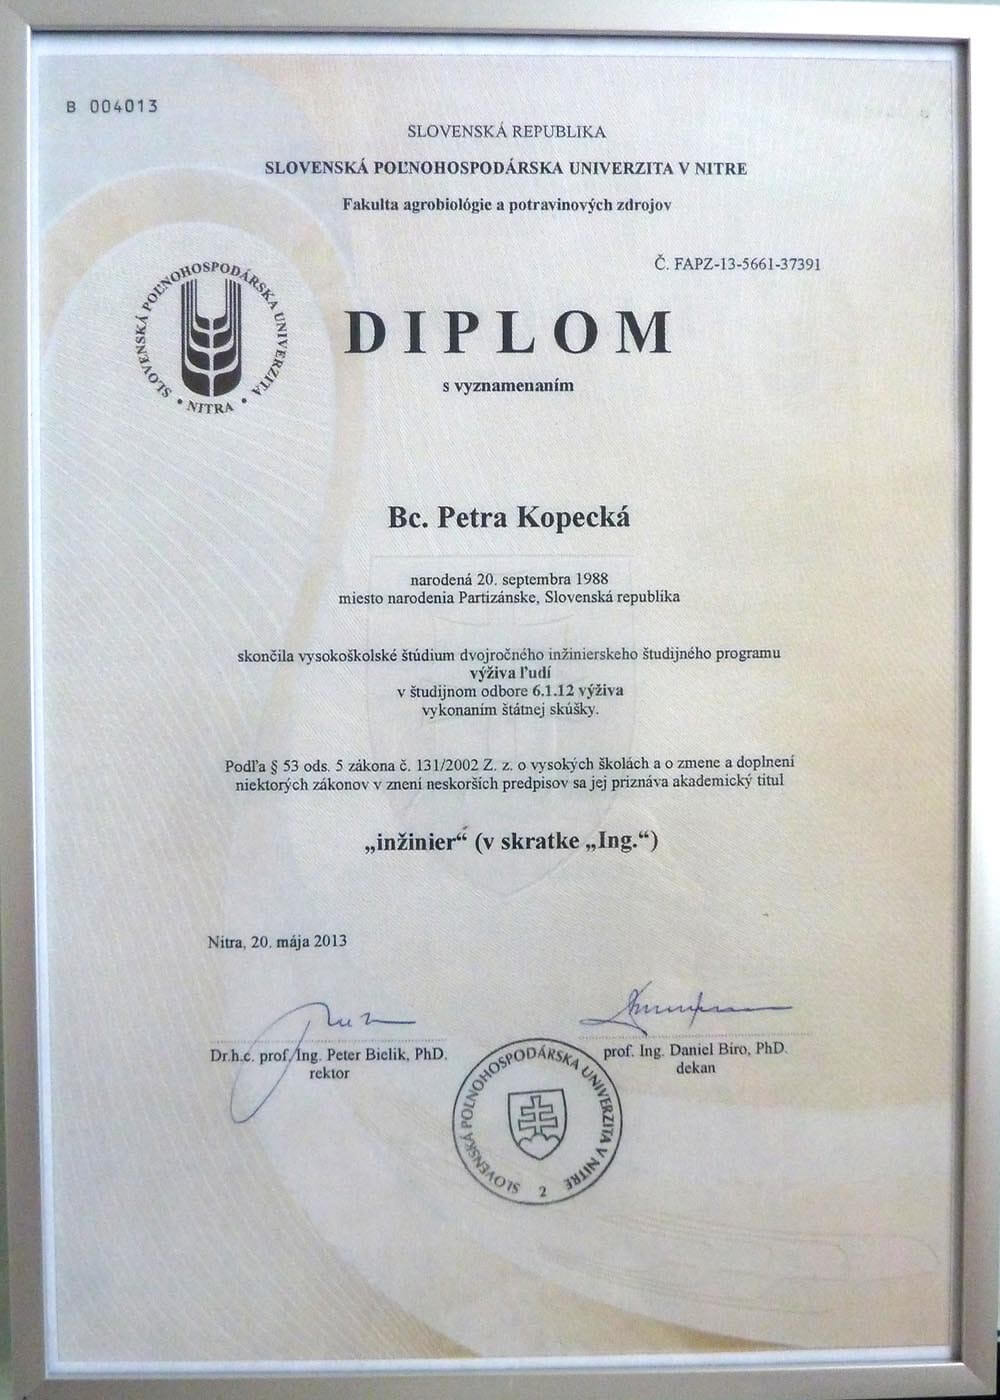 B 004013
SLOVENSKÁ REPUBLIKA
SLOVENSKÁ POĽNOHOSPODÁRSKA UNIVERZITA V NITRE
Fakulta agrobiológie a potravinových zdrojov
Č. FAPZ-13-5661-37391
SLOVENSKÁ POĽNOHOSPODÁRSKA UNIVERZITA • NITRA •
DIPLOM
s vyznamenaním
Bc. Petra Kopecká
narodená 20. septembra 1988
miesto narodenia Partizánske, Slovenská republika
skončila vysokoškolské štúdium dvojročného inžinierskeho študijného programu
výživa ľudí
v študijnom odbore 6.1.12 výživa
vykonaním štátnej skúšky.
Podľa § 53 ods. 5 zákona č. 131/2002 Z. z. o vysokých školách a o zmene a doplnení
niektorých zákonov v znení neskorších predpisov sa jej priznáva akademický titul
„inžinier“ (v skratke „Ing.“)
Nitra, 20. mája 2013
Dr.h.c. prof. Ing. Peter Bielik, PhD.
rektor
prof. Ing. Daniel Biro, PhD.
dekan
SLOVENSKÁ POĽNOHOSPODÁRSKA UNIVERZITA V NITRE
2